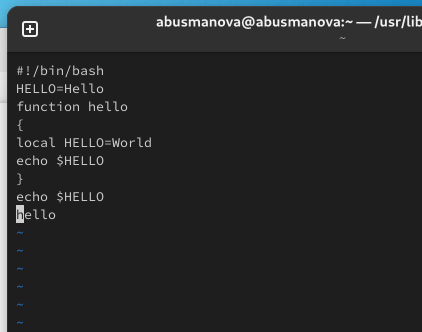 abusmanova@abusmanova:~ — /usr/lib
~
#!/bin/bash
HELLO=Hello
function hello
{
local HELLO=World
echo $HELLO
}
echo $HELLO
hello
~
~
~
~
~
~